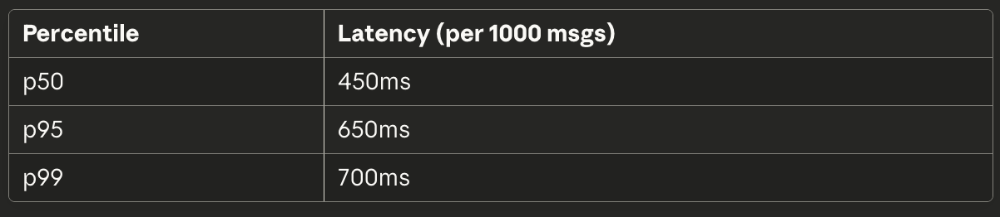 Percentile Latency (per 1000 msgs)
p50 450ms
p95 650ms
p99 700ms